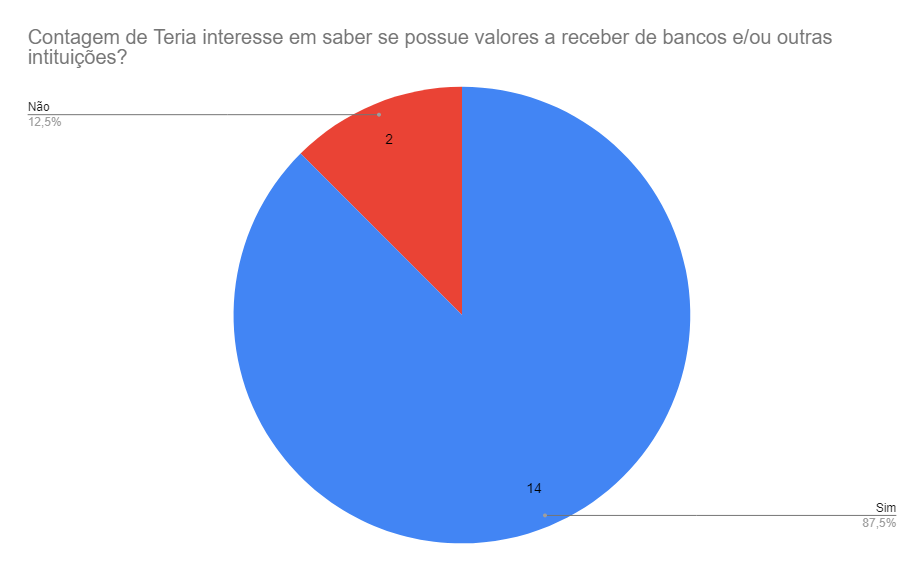 Contagem de Teria interesse em saber se possue valores a receber de bancos e/ou outras
intituições?
Não
12,5%
2
14
Sim
87,5%